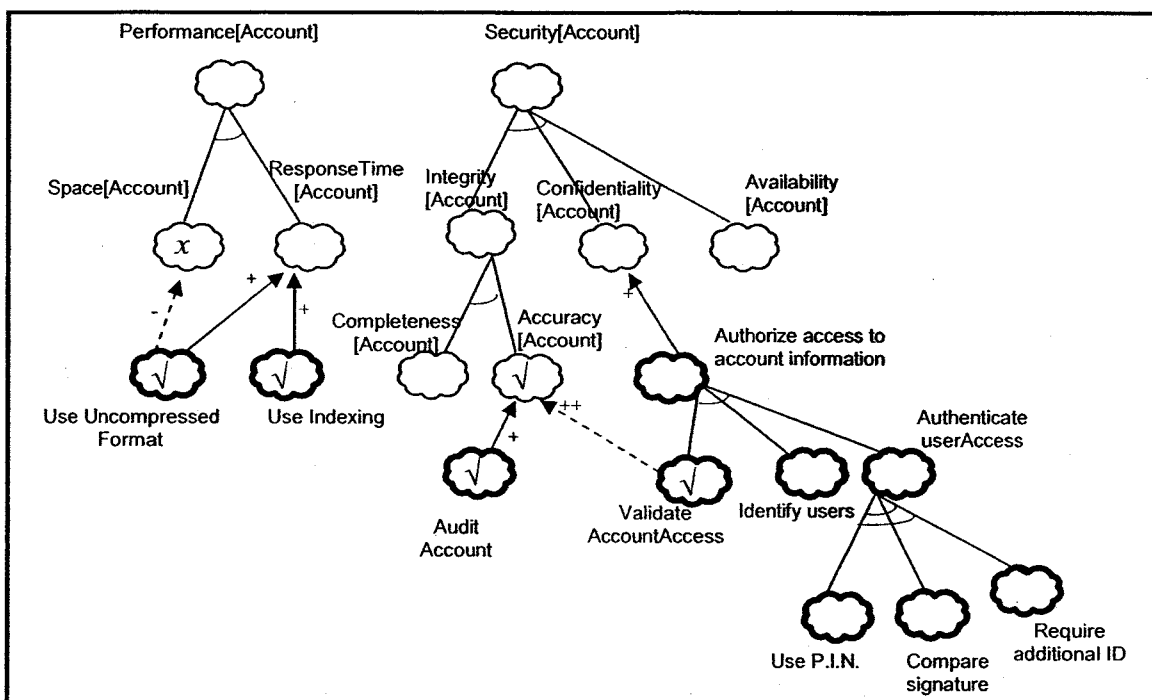 Performance[Account]
Security[Account]
Space[Account]
ResponseTime
[Account]
Integrity
[Account]
Confidentiality
[Account]
Availability
[Account]
x
+
-
+
+
Completeness
[Account]
Accuracy
[Account]
Authorize access to
account information
√
√
√
++
+
Use Uncompressed
Format
Use Indexing
Authenticate
userAccess
√
√
Audit
Account
Validate
AccountAccess
Identify users
Use P.I.N.
Compare
signature
Require
additional ID